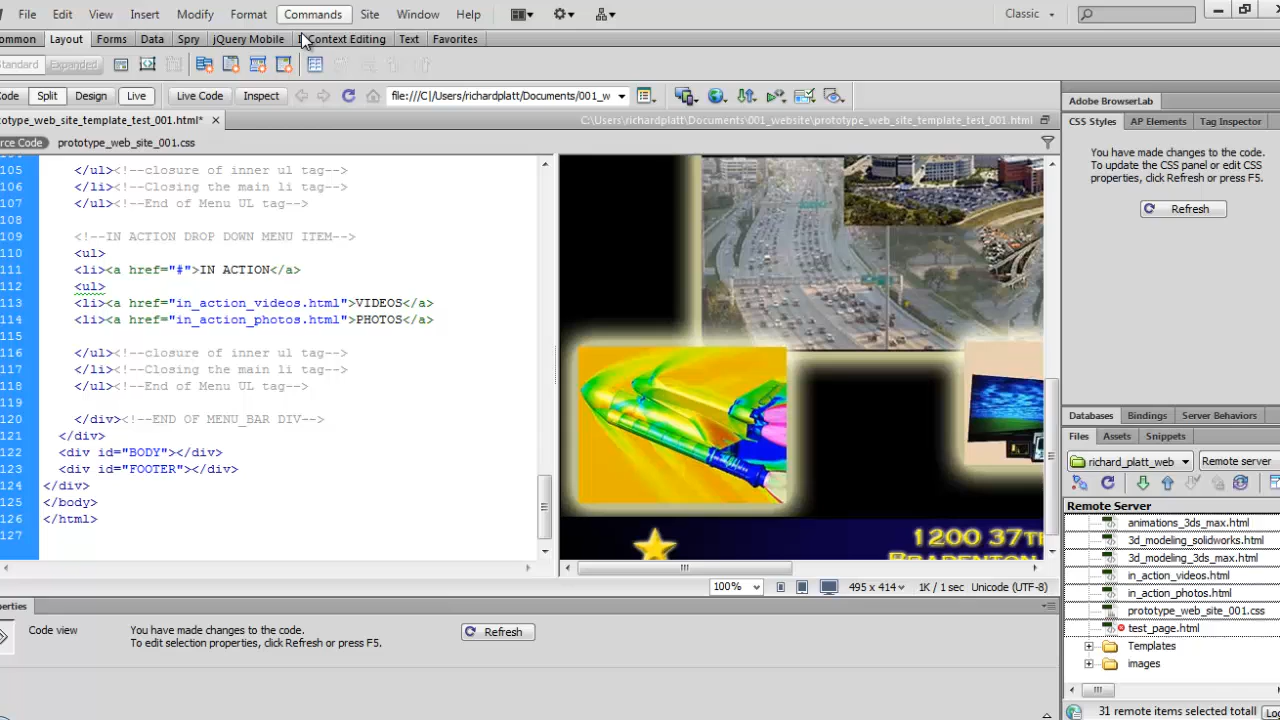 File Edit View Insert Modify Format Commands Site Window Help Classic
ommon Layout Forms Data Spry jQuery Mobile InContext Editing Text Favorites
Standard Expanded
ode Split Design Live Live Code Inspect file:///C|/Users/richardplatt/Documents/001_w
ototype_web_site_template_test_001.html* C:\Users\richardplatt\Documents\001_website\prototype_web_site_template_test_001.html
rce Code prototype_web_site_001.css
105 </ul><!--closure of inner ul tag-->
106 </li><!--Closing the main li tag-->
107 </ul><!--End of Menu UL tag-->
108
109 <!--IN ACTION DROP DOWN MENU ITEM-->
110 <ul>
111 <li><a href="#">IN ACTION</a>
112 <ul>
113 <li><a href="in_action_videos.html">VIDEOS</a>
114 <li><a href="in_action_photos.html">PHOTOS</a>
115
116 </ul><!--closure of inner ul tag-->
117 </li><!--Closing the main li tag-->
118 </ul><!--End of Menu UL tag-->
119
120 </div><!--END OF MENU_BAR DIV-->
121 </div>
122 <div id="BODY"></div>
123 <div id="FOOTER"></div>
124 </div>
125 </body>
126 </html>
127
1200 37TH
BRADENTON
100% 495 x 414 1K / 1 sec Unicode (UTF-8)
operties
Code view You have made changes to the code.
To edit selection properties, click Refresh or press F5.
Refresh
Adobe BrowserLab
CSS Styles AP Elements Tag Inspector
You have made changes to the code.
To update the CSS panel or edit CSS
properties, click Refresh or press F5.
Refresh
Databases Bindings Server Behaviors
Files Assets Snippets
richard_platt_web Remote server
Remote Server
animations_3ds_max.html
3d_modeling_solidworks.html
3d_modeling_3ds_max.html
in_action_videos.html
in_action_photos.html
prototype_web_site_001.css
test_page.html
Templates
images
31 remote items selected totall Log